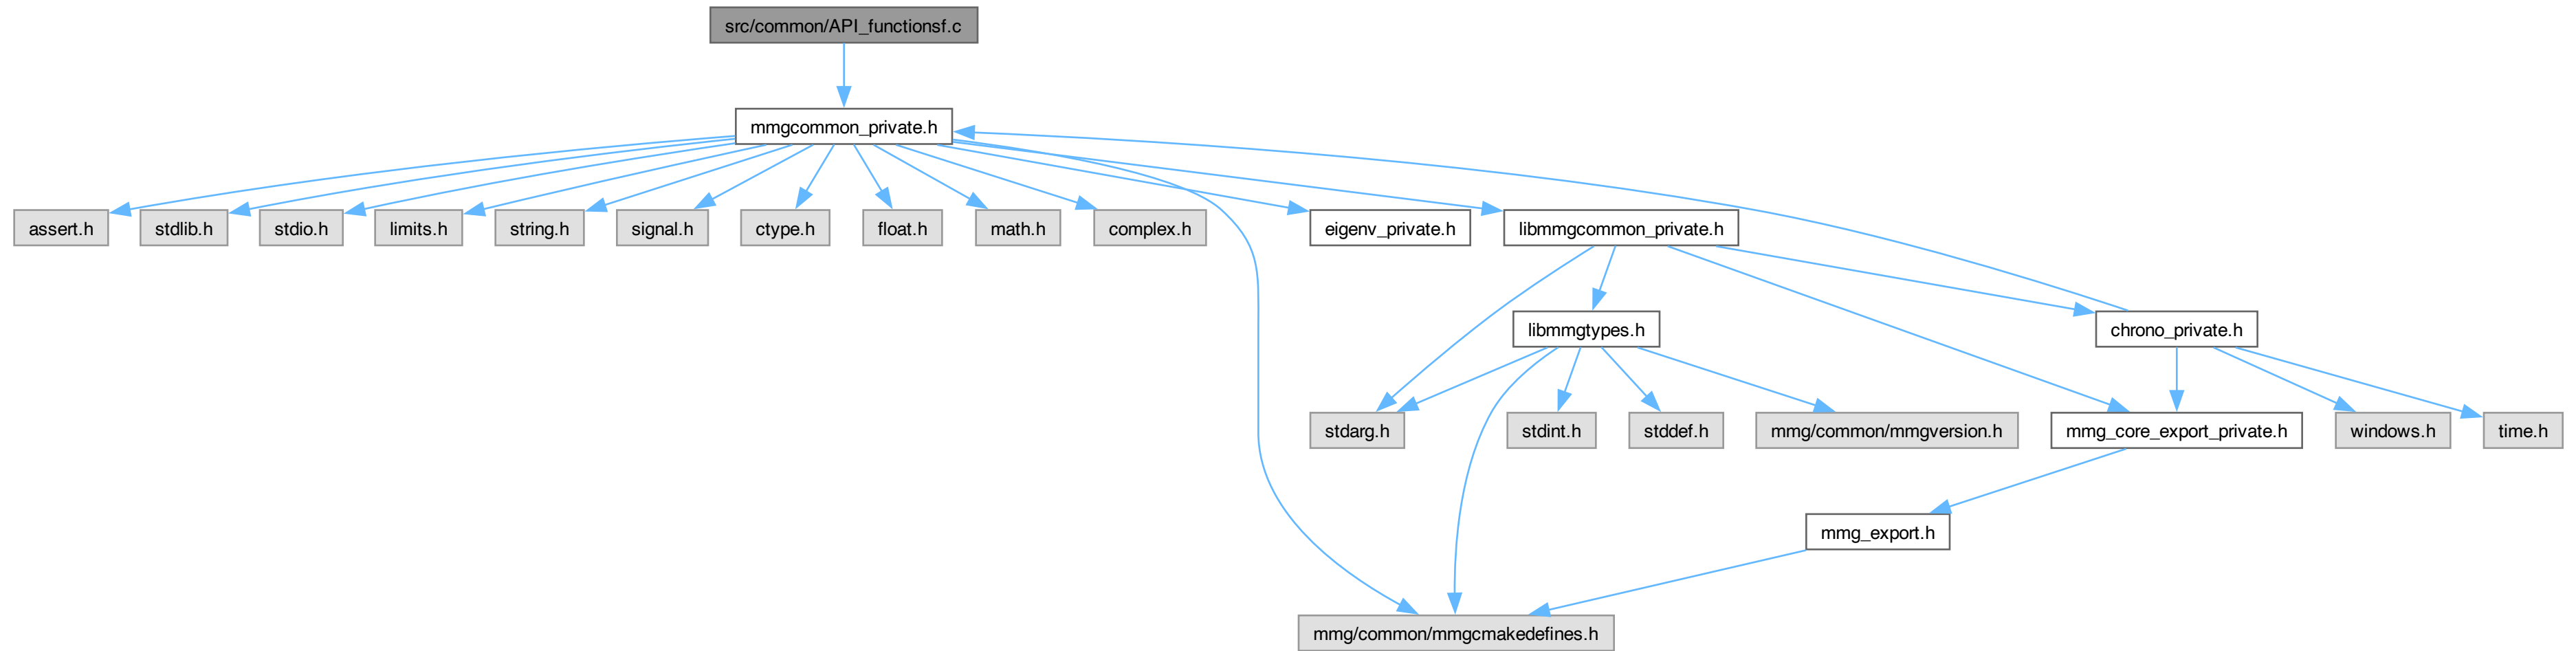 src/common/API_functionsf.c
mmgcommon_private.h
assert.h
stdlib.h
stdio.h
limits.h
string.h
signal.h
ctype.h
float.h
math.h
complex.h
eigenv_private.h
libmmgcommon_private.h
libmmgtypes.h
chrono_private.h
stdarg.h
stdint.h
stddef.h
mmg/common/mmgversion.h
mmg_core_export_private.h
windows.h
time.h
mmg_export.h
mmg/common/mmgcmakedefines.h